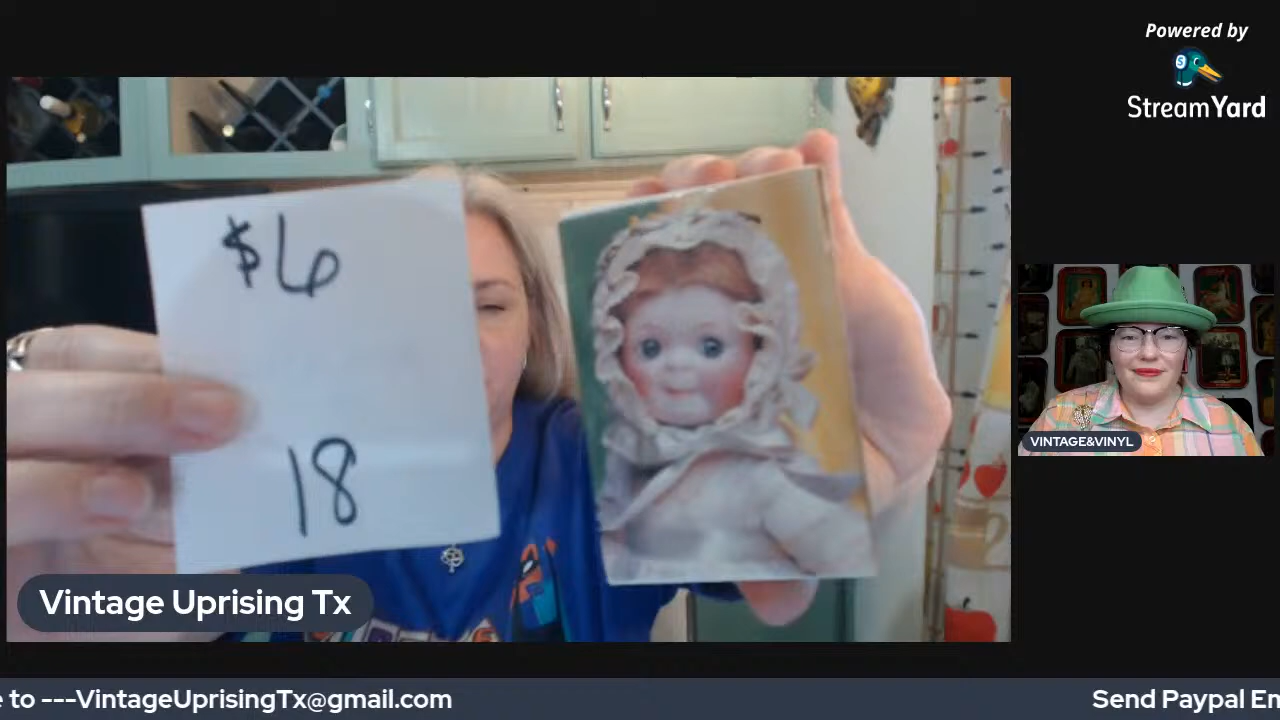 Powered by
StreamYard
$6
18
VINTAGE&VINYL
Vintage Uprising Tx
e to ---VintageUprisingTx@gmail.com
Send Paypal Em